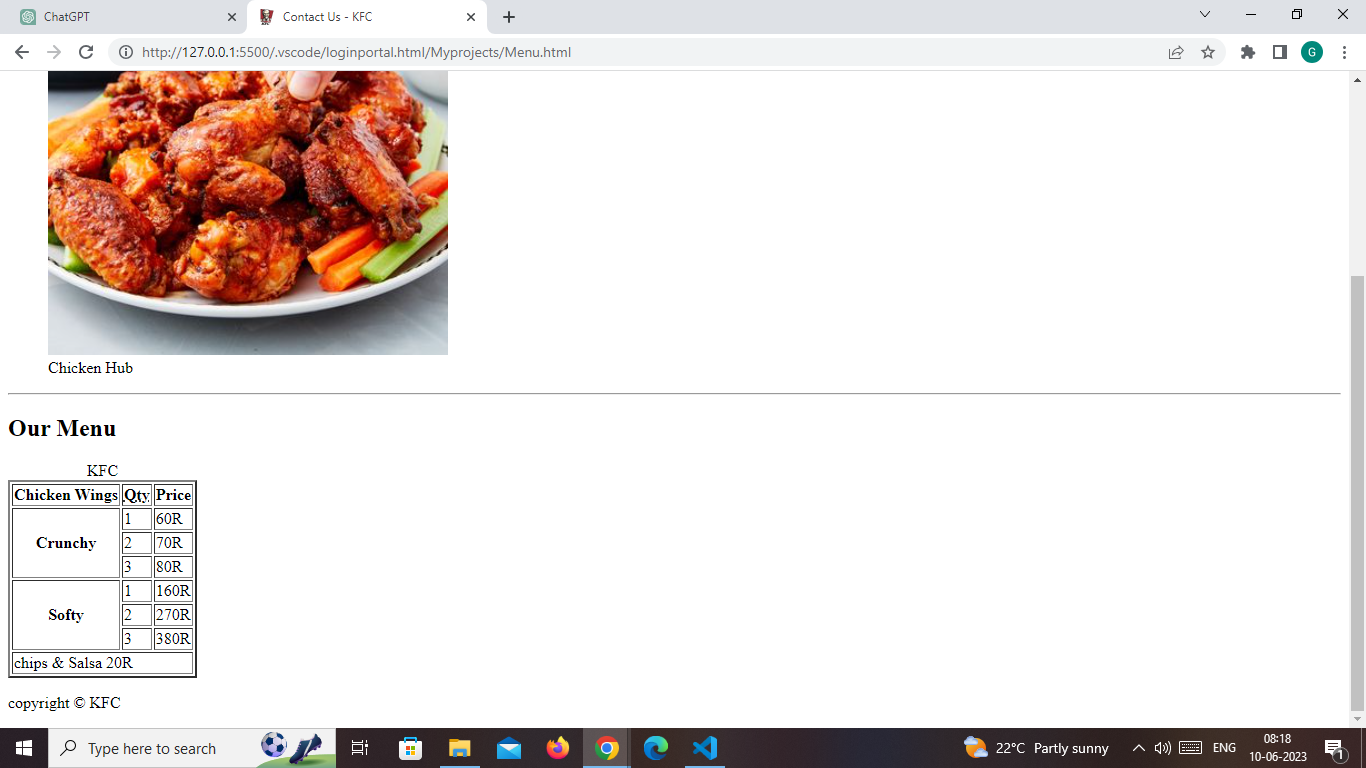 ChatGPT
Contact Us - KFC
http://127.0.0.1:5500/.vscode/loginportal.html/Myprojects/Menu.html
G
Chicken Hub
Our Menu
KFC
Chicken Wings Qty Price
Crunchy
1 60R
2 70R
3 80R
Softy
1 160R
2 270R
3 380R
chips & Salsa 20R
copyright © KFC
Type here to search
22°C Partly sunny
ENG
08:18
10-06-2023
1